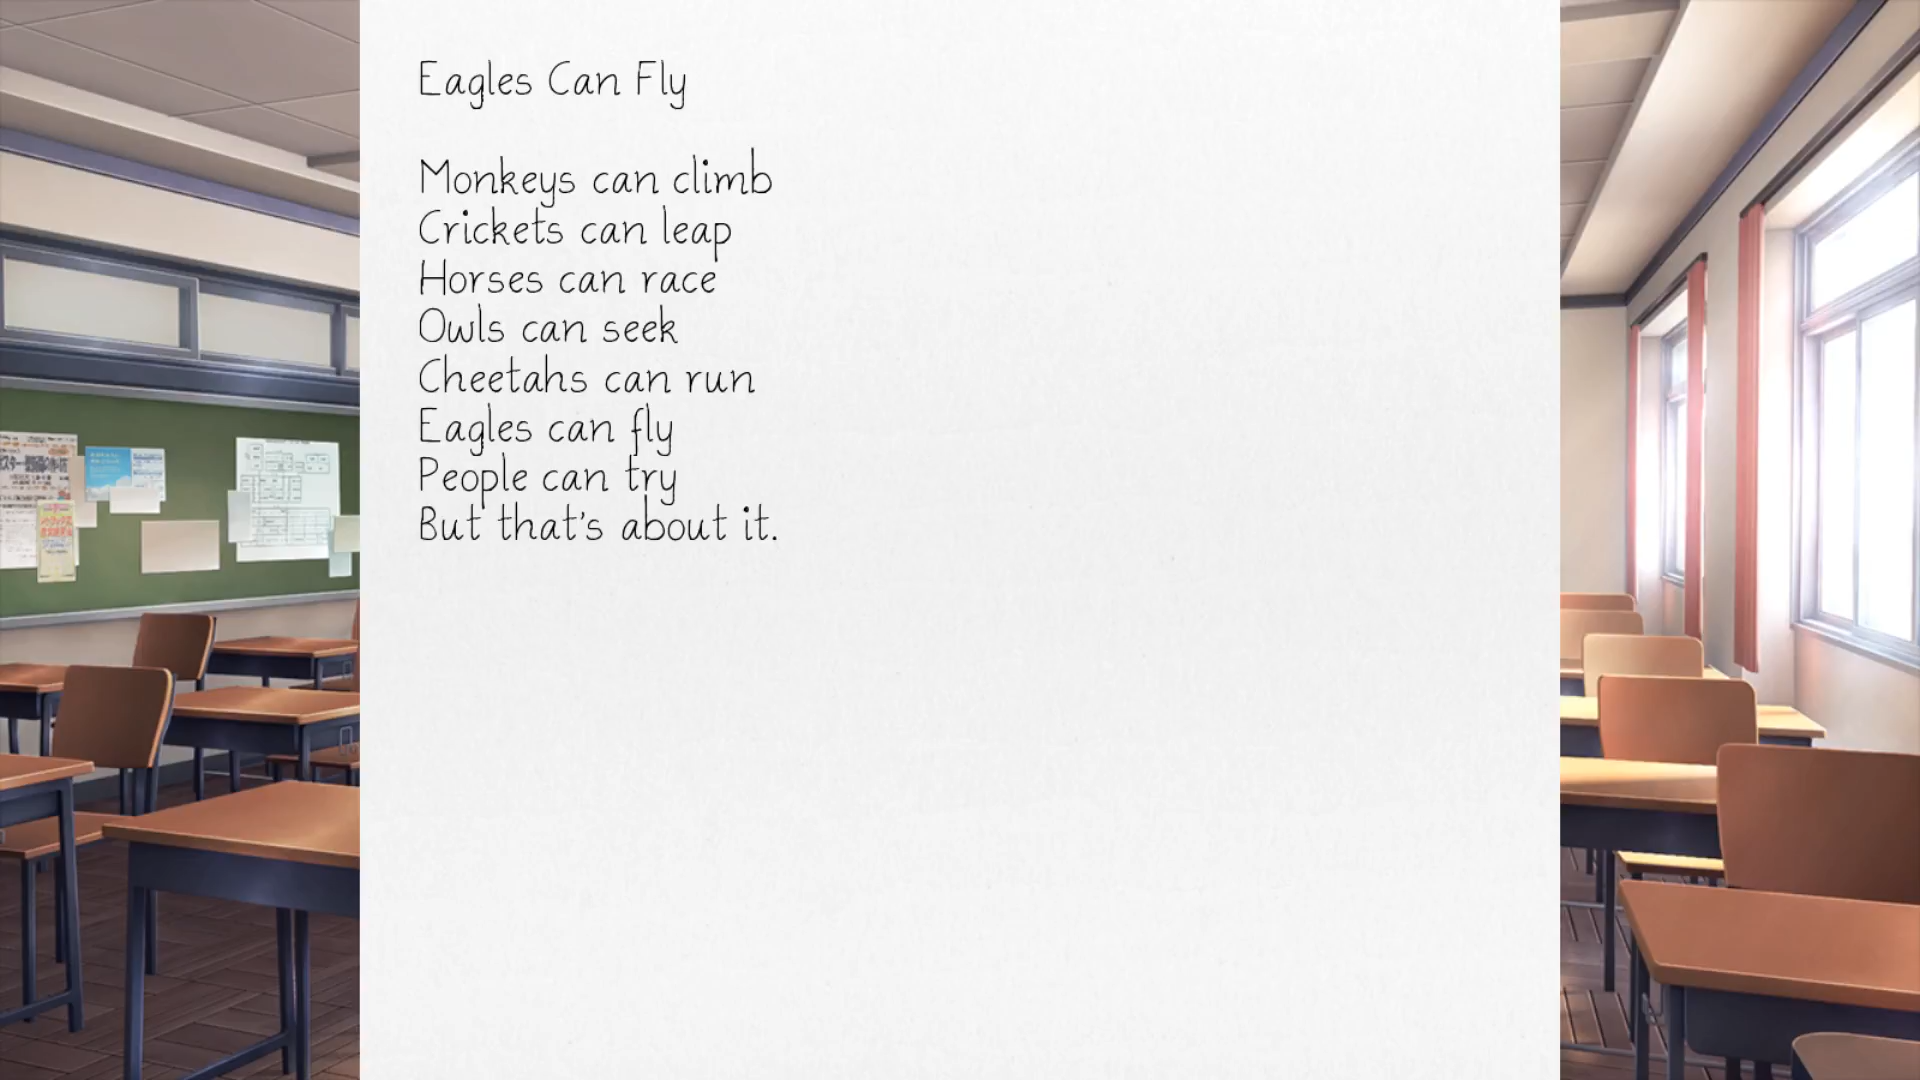 Eagles Can Fly
Monkeys can climb
Crickets can leap
Horses can race
Owls can seek
Cheetahs can run
Eagles can fly
People can try
But that's about it.